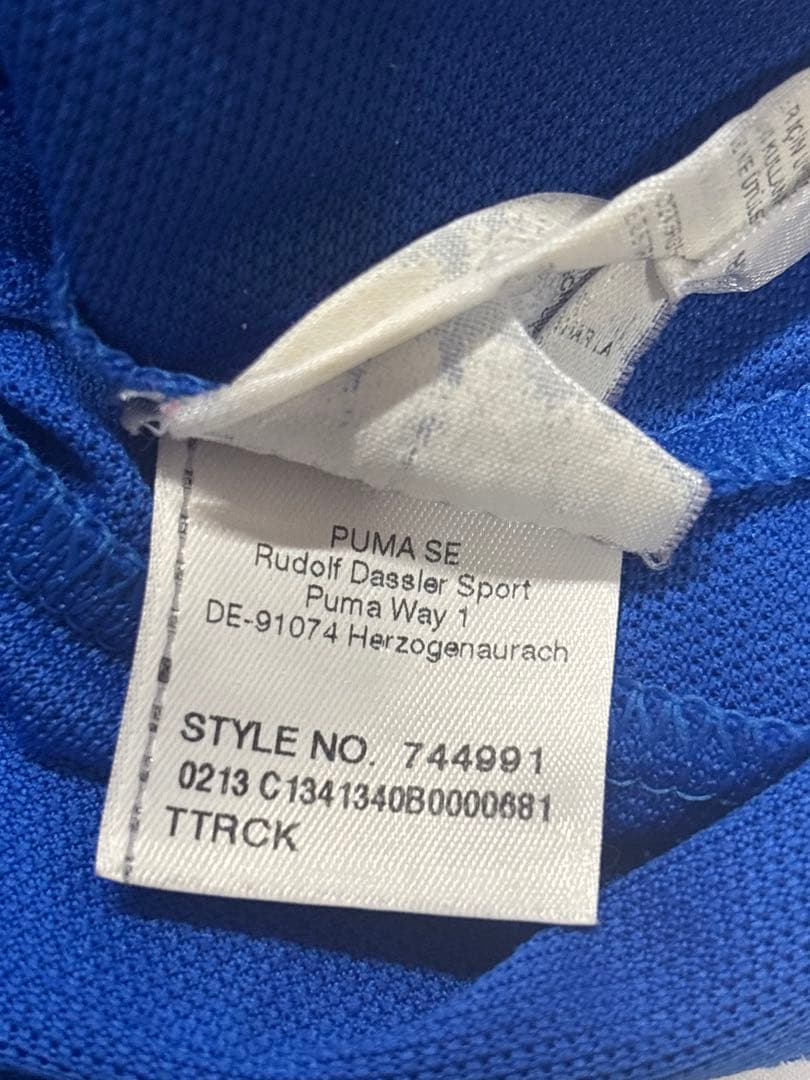 PUMA SE
Rudolf Dassler Sport
Puma Way 1
DE-91074 Herzogenaurach
STYLE NO. 744991
0213 C1341340B0000681
TTRCK